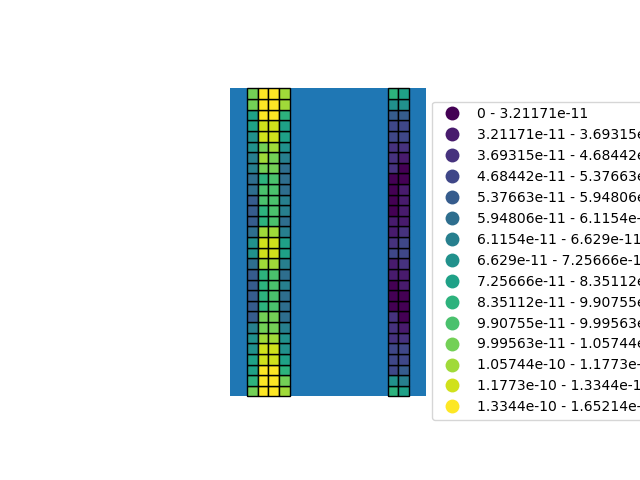 0 - 3.21171e-11
3.21171e-11 - 3.69315e
3.69315e-11 - 4.68442e
4.68442e-11 - 5.37663e
5.37663e-11 - 5.94806e
5.94806e-11 - 6.1154e-
6.1154e-11 - 6.629e-11
6.629e-11 - 7.25666e-1
7.25666e-11 - 8.35112e
8.35112e-11 - 9.90755e
9.90755e-11 - 9.99563e
9.99563e-11 - 1.05744e
1.05744e-10 - 1.1773e-
1.1773e-10 - 1.3344e-1
1.3344e-10 - 1.65214e-